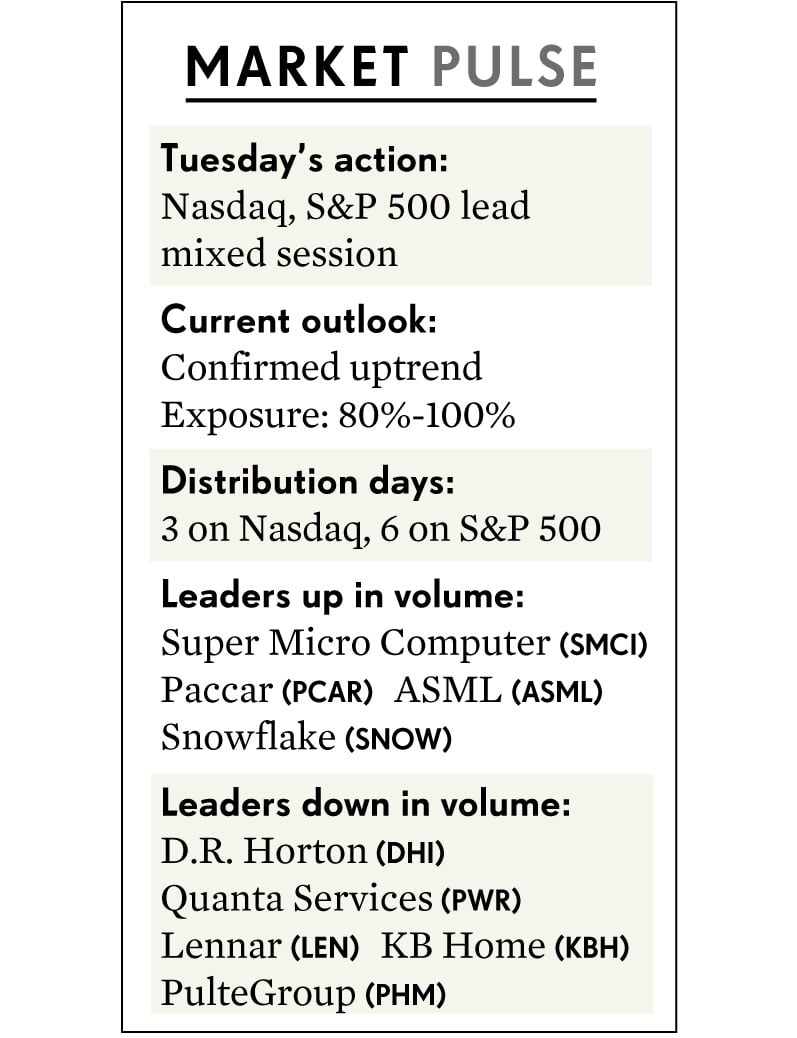 MARKET PULSE
Tuesday’s action:
Nasdaq, S&P 500 lead
mixed session
Current outlook:
Confirmed uptrend
Exposure: 80%-100%
Distribution days:
3 on Nasdaq, 6 on S&P 500
Leaders up in volume:
Super Micro Computer (SMCI)
Paccar (PCAR) ASML (ASML)
Snowflake (SNOW)
Leaders down in volume:
D.R. Horton (DHI)
Quanta Services (PWR)
Lennar (LEN) KB Home (KBH)
PulteGroup (PHM)